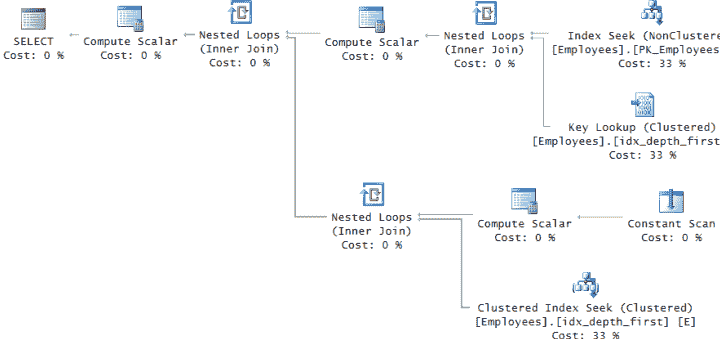 SELECT
Cost: 0 %
Compute Scalar
Cost: 0 %
Nested Loops
(Inner Join)
Cost: 0 %
Compute Scalar
Cost: 0 %
Nested Loops
(Inner Join)
Cost: 0 %
Index Seek (NonClustere
[Employees].[PK_Employees
Cost: 33 %
Key Lookup (Clustered)
[Employees].[idx_depth_first
Cost: 33 %
Nested Loops
(Inner Join)
Cost: 0 %
Compute Scalar
Cost: 0 %
Constant Scan
Cost: 0 %
Clustered Index Seek (Clustered)
[Employees].[idx_depth_first] [E]
Cost: 33 %